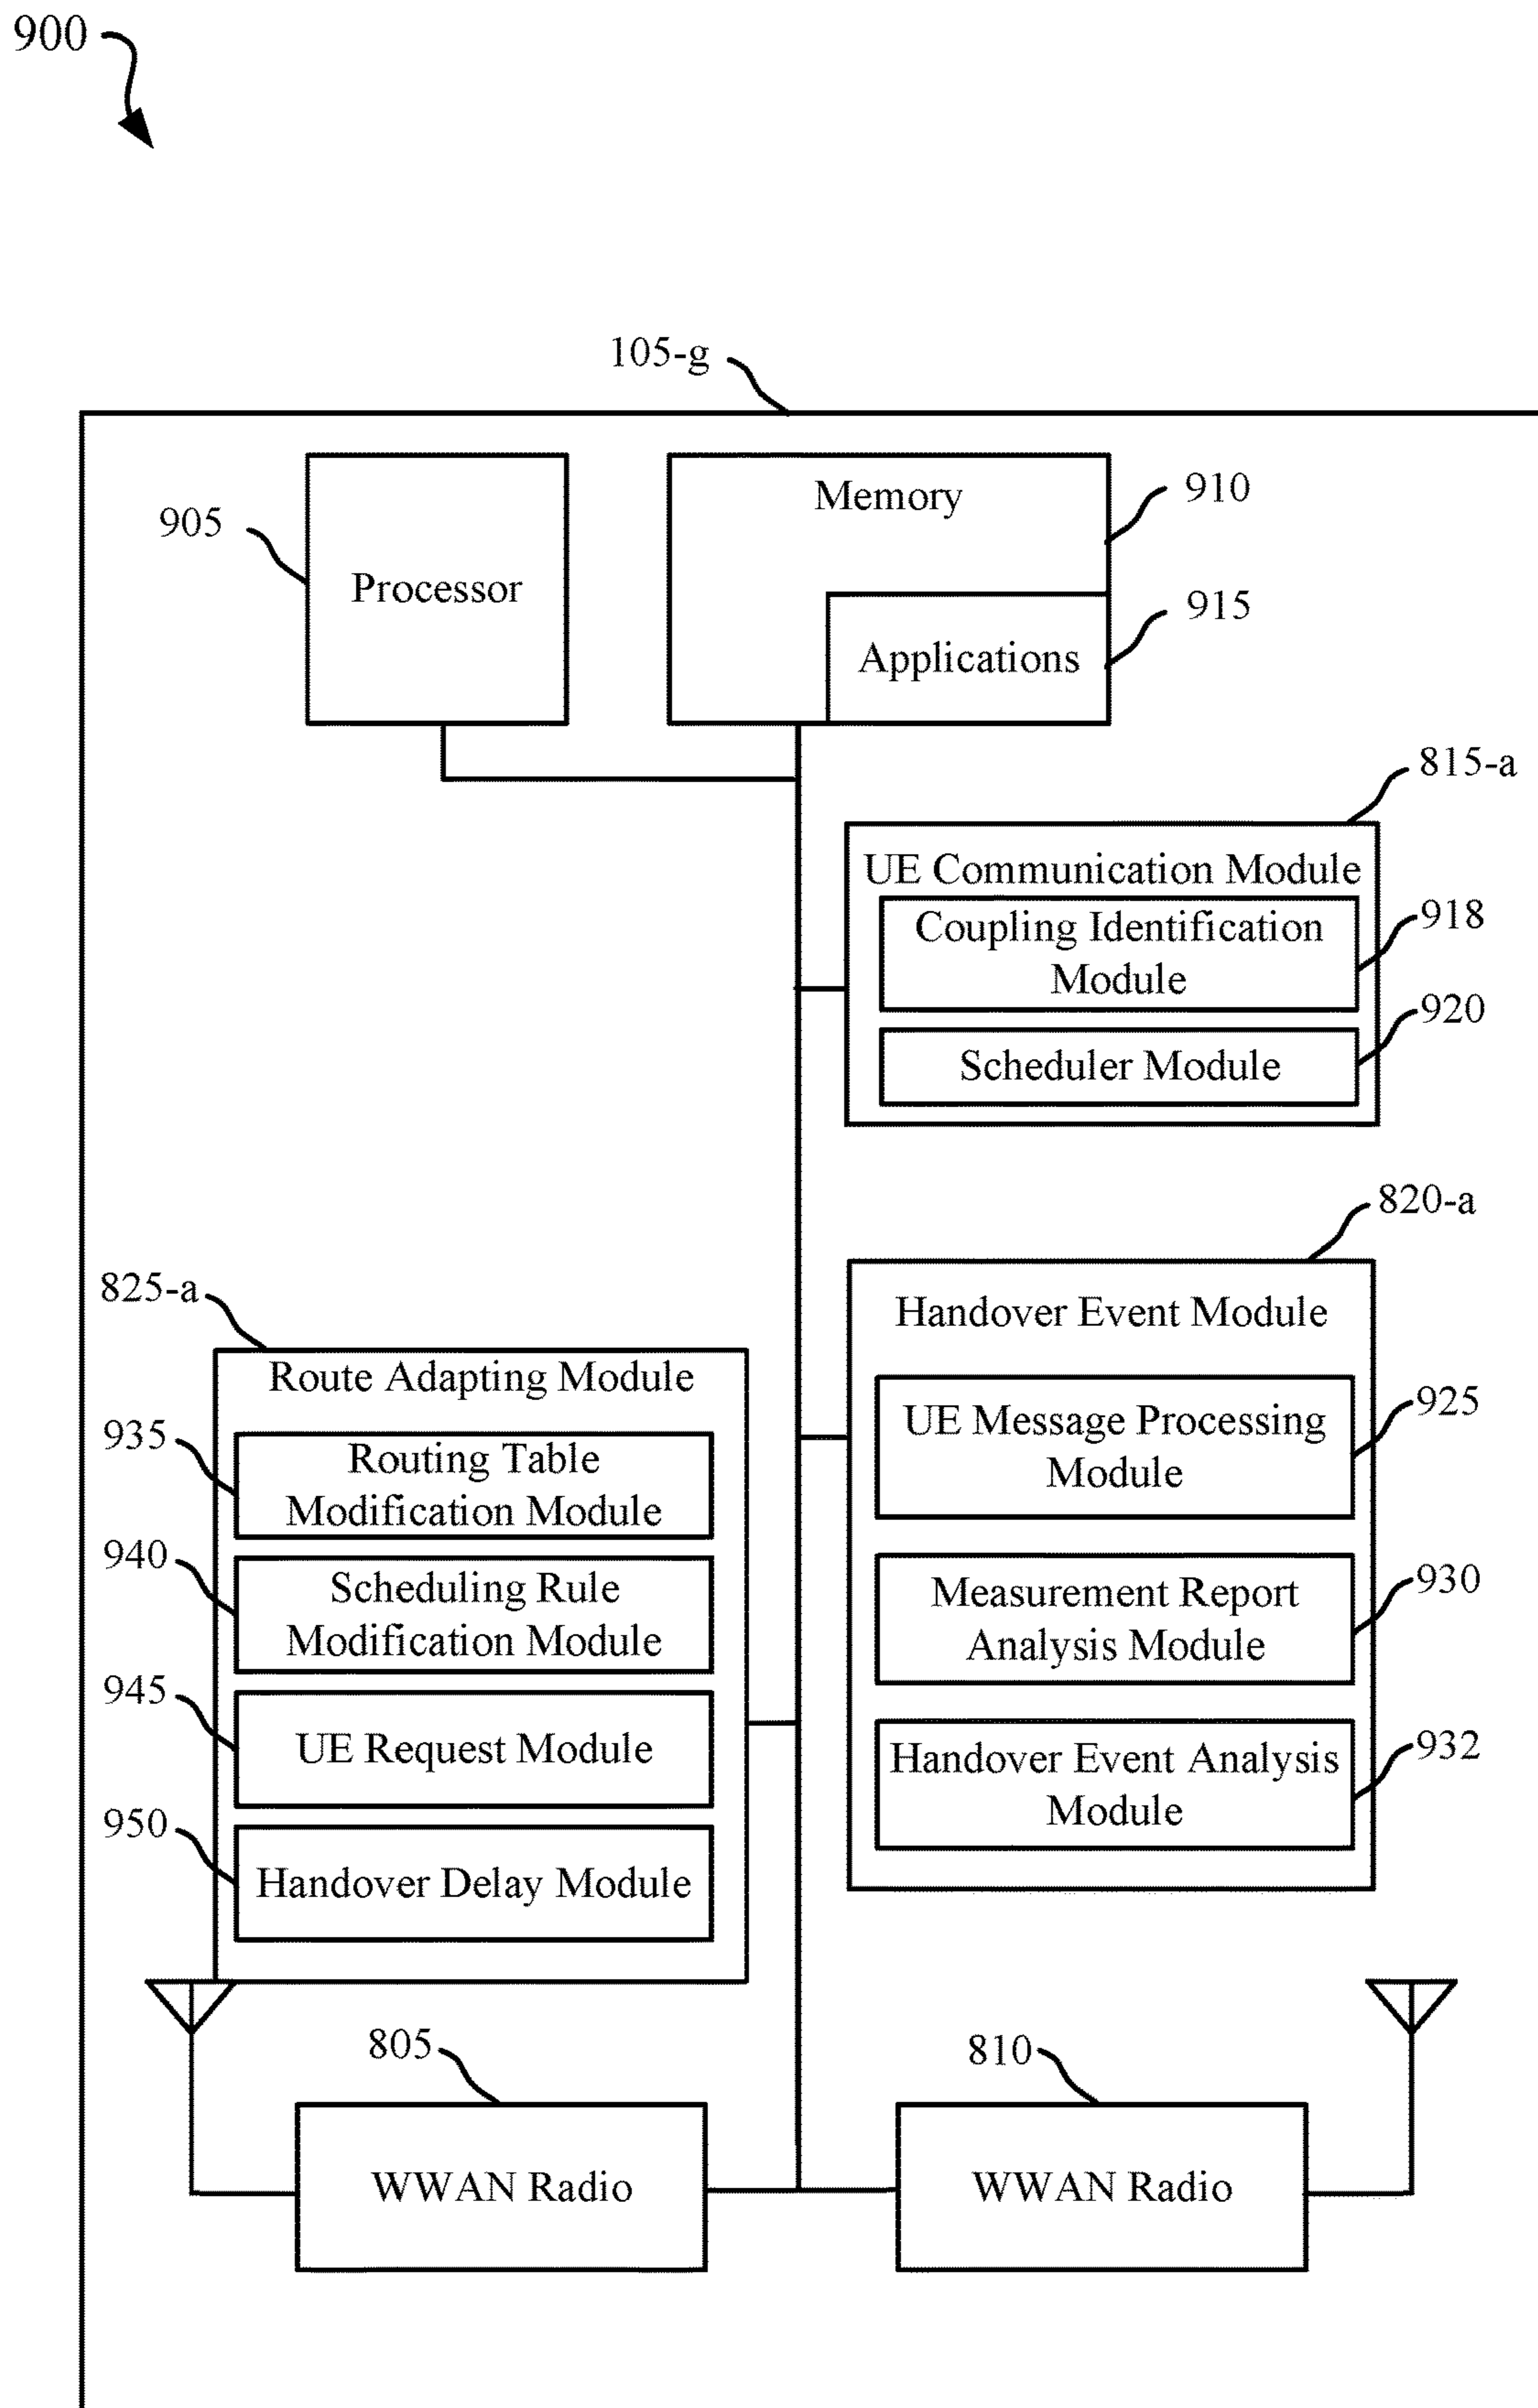 900
105-g
905
Processor
Memory
910
Applications
915
815-a
UE Communication Module
Coupling Identification
Module
918
Scheduler Module
920
820-a
Handover Event Module
UE Message Processing
Module
925
Measurement Report
Analysis Module
930
Handover Event Analysis
Module
932
825-a
Route Adapting Module
935
Routing Table
Modification Module
940
Scheduling Rule
Modification Module
945
UE Request Module
950
Handover Delay Module
805
WWAN Radio
810
WWAN Radio